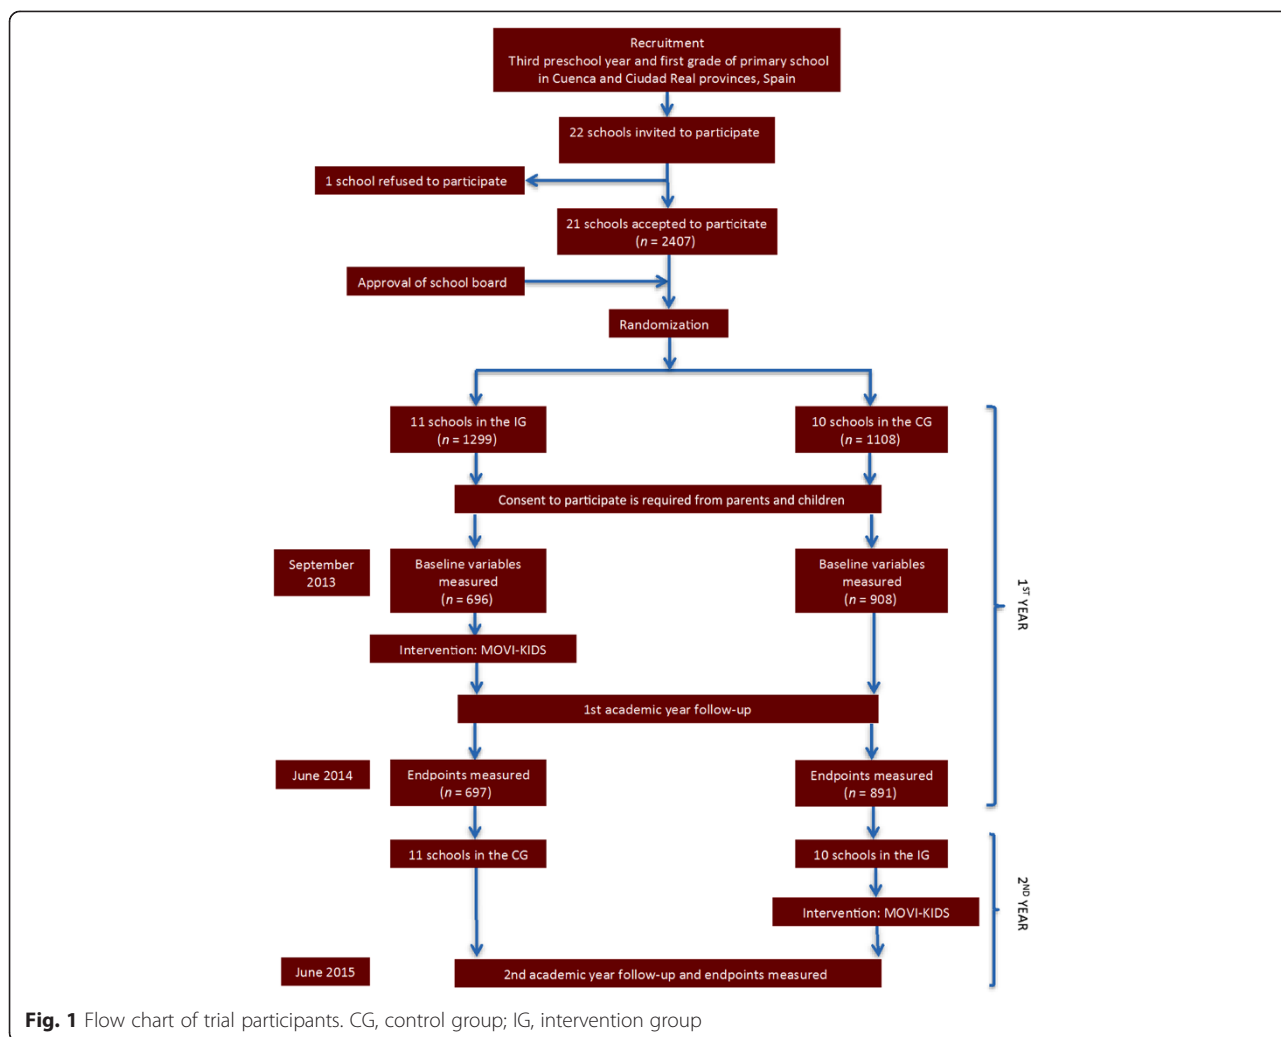 Recruitment
Third preschool year and first grade of primary school
in Cuenca and Ciudad Real provinces, Spain
22 schools invited to participate
1 school refused to participate
21 schools accepted to particitate
(n = 2407)
Approval of school board
Randomization
11 schools in the IG
(n = 1299)
10 schools in the CG
(n = 1108)
Consent to participate is required from parents and children
September
2013
Baseline variables
measured
(n = 696)
Baseline variables
measured
(n = 908)
1ST YEAR
Intervention: MOVI-KIDS
1st academic year follow-up
June 2014
Endpoints measured
(n = 697)
Endpoints measured
(n = 891)
11 schools in the CG
10 schools in the IG
2ND YEAR
Intervention: MOVI-KIDS
June 2015
2nd academic year follow-up and endpoints measured
Fig. 1 Flow chart of trial participants. CG, control group; IG, intervention group